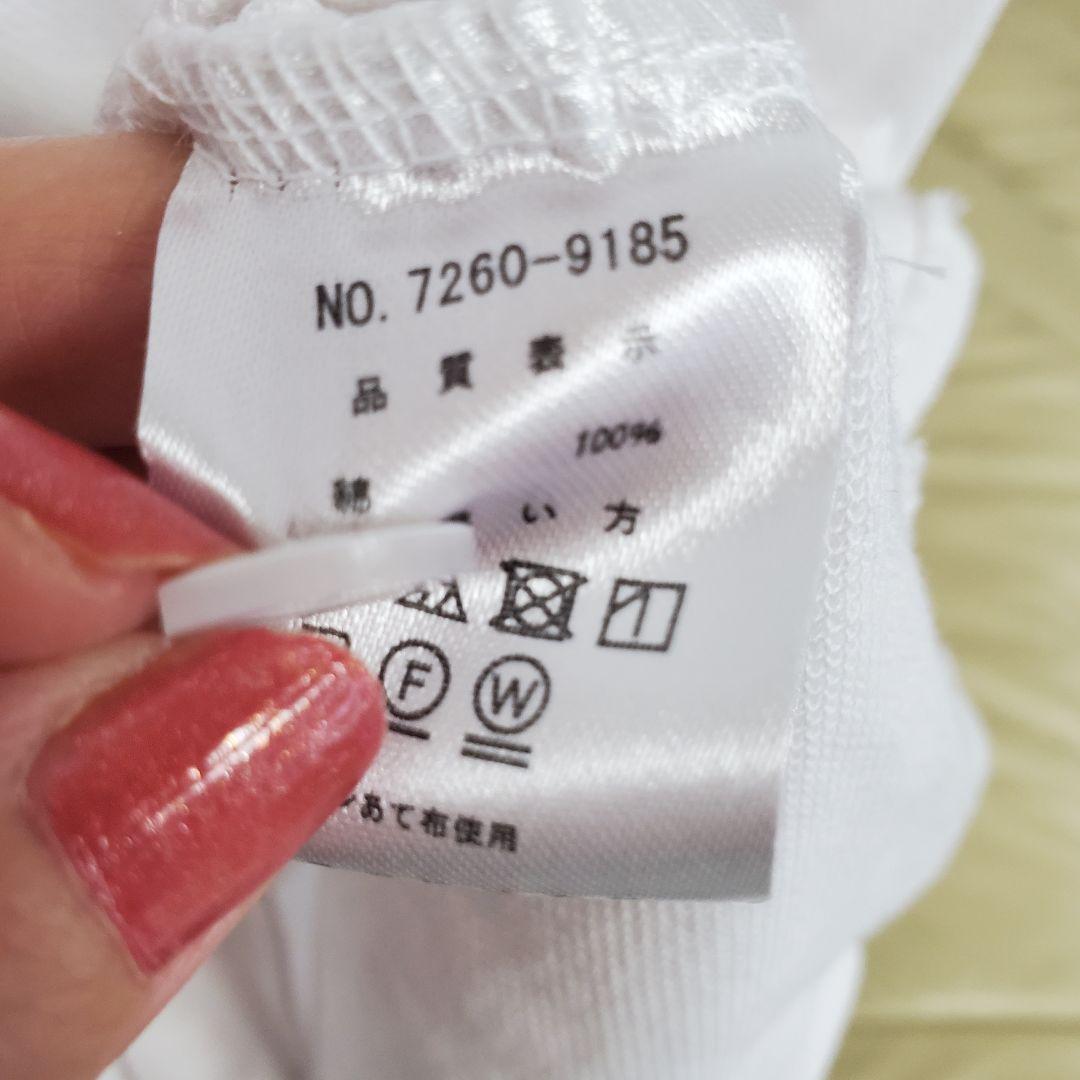 NO. 7260-9185
品質表示
綿 100%
い方
F W
あて布使用